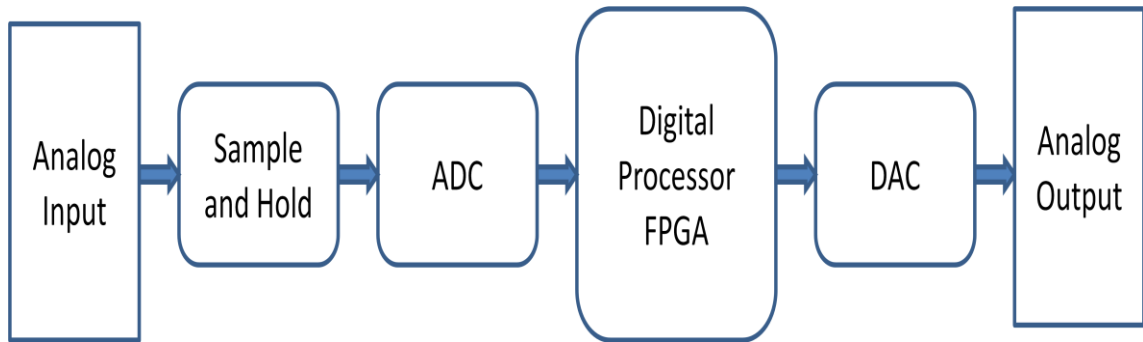 Analog
Input
Sample
and Hold
ADC
Digital
Processor
FPGA
DAC
Analog
Output